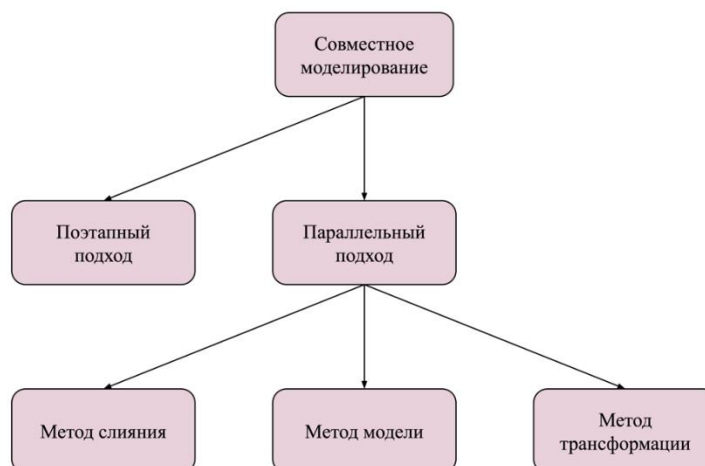 Совместное
моделирование
Поэтапный
подход
Параллельный
подход
Метод слияния
Метод модели
Метод
трансформации